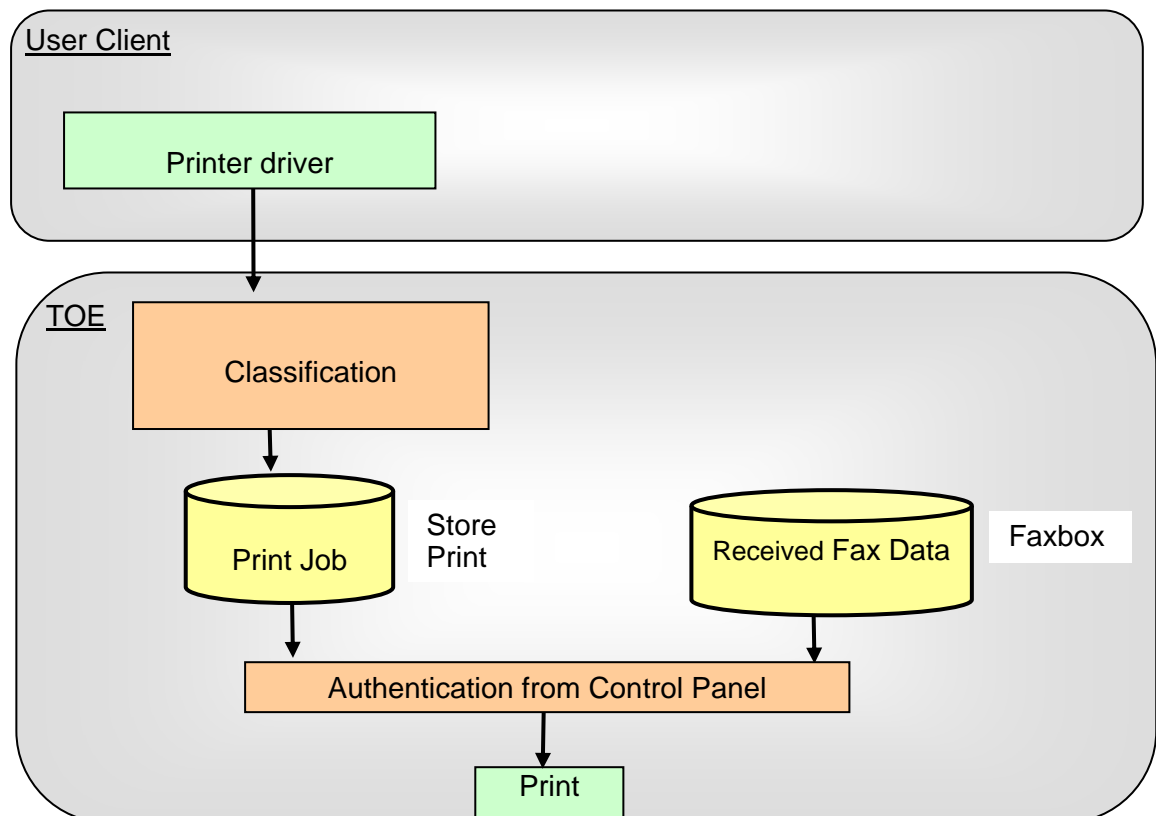 User Client
Printer driver
TOE
Classification
Print Job
Store
Print
Received Fax Data
Faxbox
Authentication from Control Panel
Print